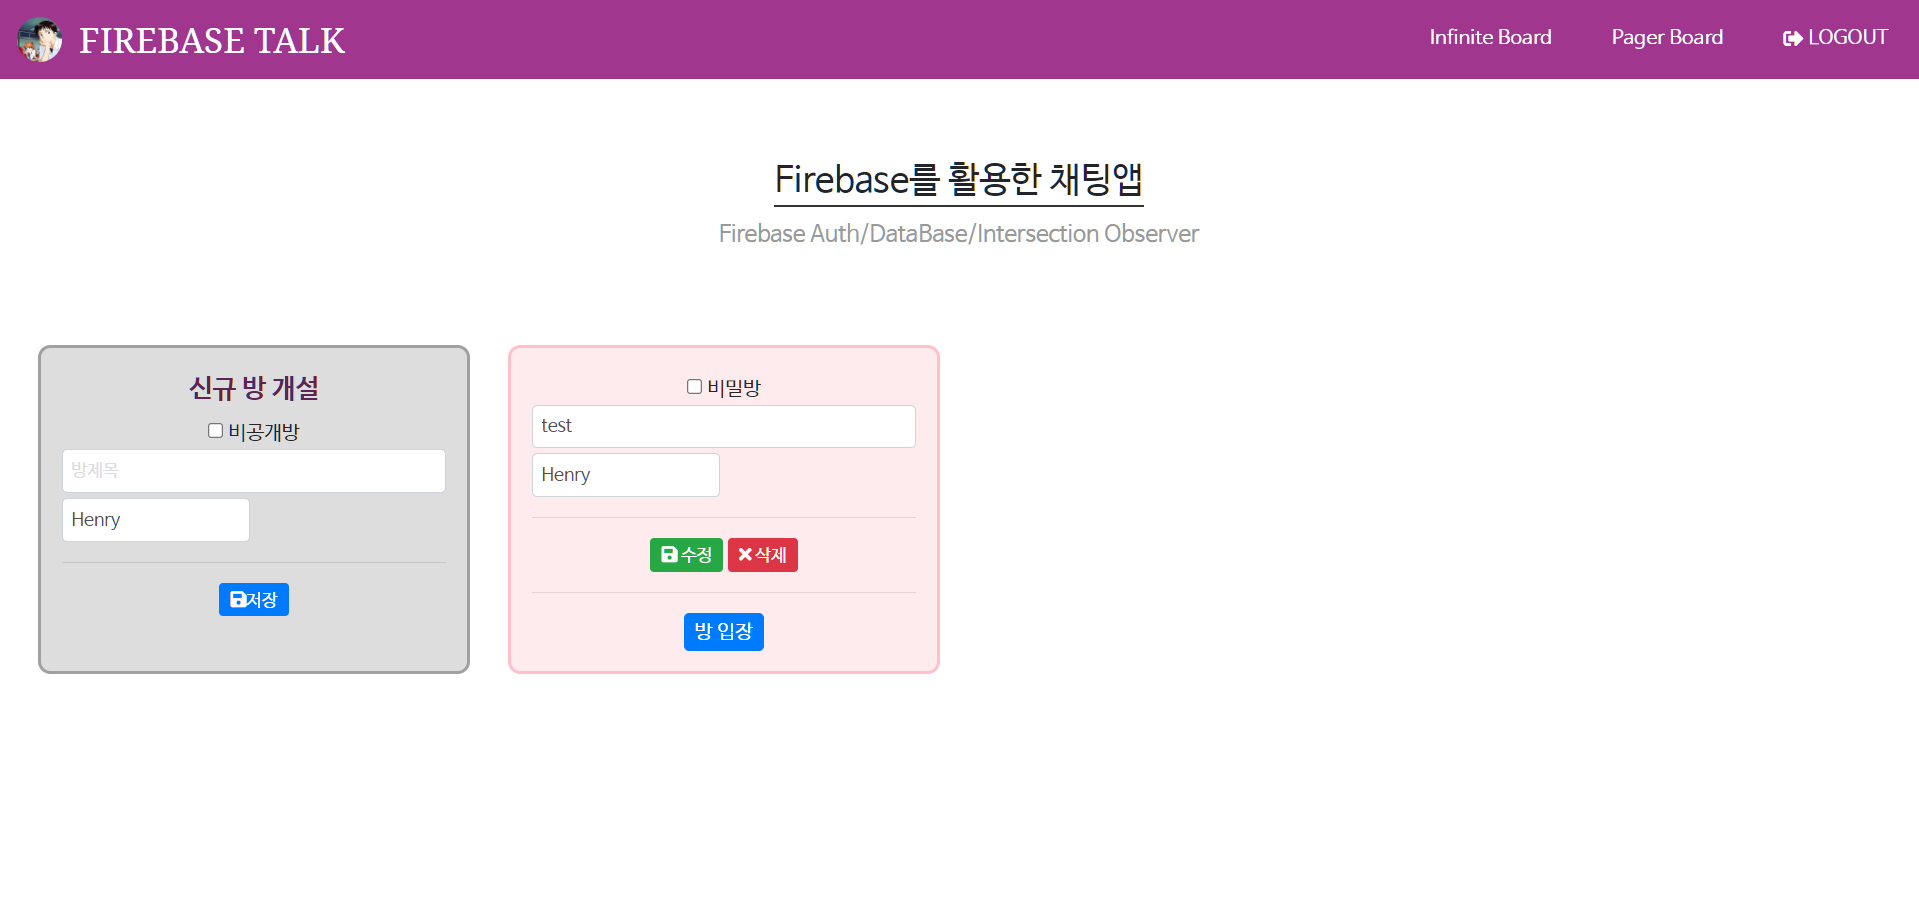 FIREBASE TALK
Infinite Board
Pager Board
LOGOUT
Firebase를 활용한 채팅앱
Firebase Auth/DataBase/Intersection Observer
신규 방 개설
비공개방
방제목
Henry
저장
비밀방
test
Henry
수정 삭제
방 입장